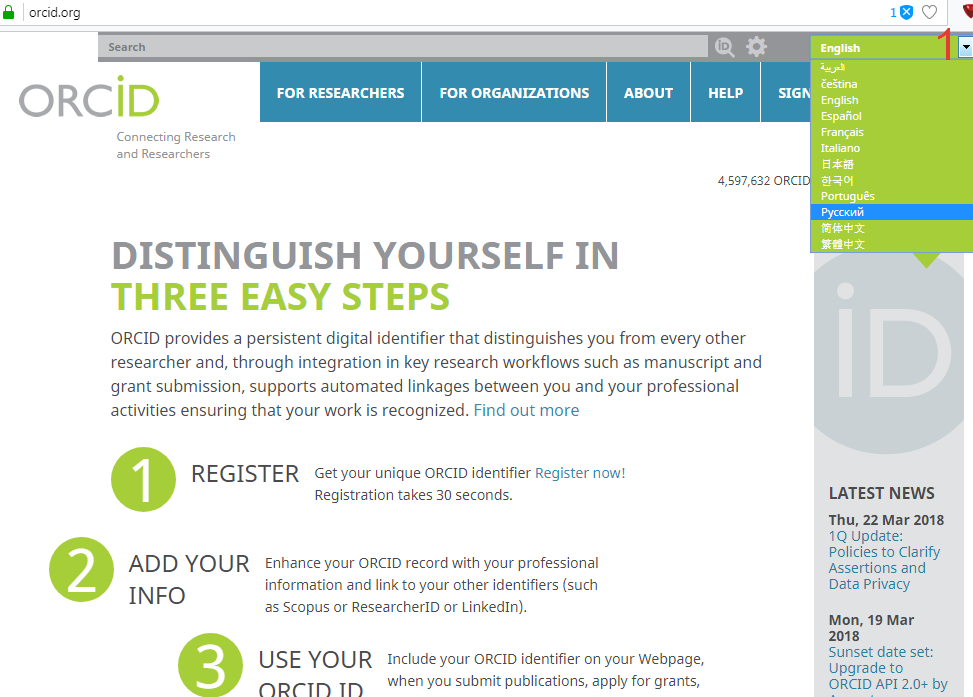 orcid.org
1
Search
iD
English
1
العربية
čeština
English
Español
Français
Italiano
日本語
한국어
Português
Русский
简体中文
繁體中文
ORCiD
Connecting Research
and Researchers
FOR RESEARCHERS
FOR ORGANIZATIONS
ABOUT
HELP
SIGN
4,597,632 ORCID
DISTINGUISH YOURSELF IN
THREE EASY STEPS
ORCID provides a persistent digital identifier that distinguishes you from every other
researcher and, through integration in key research workflows such as manuscript and
grant submission, supports automated linkages between you and your professional
activities ensuring that your work is recognized. Find out more
1
REGISTER
Get your unique ORCID identifier Register now!
Registration takes 30 seconds.
2
ADD YOUR
INFO
Enhance your ORCID record with your professional
information and link to your other identifiers (such
as Scopus or ResearcherID or LinkedIn).
3
USE YOUR
ORCID ID
Include your ORCID identifier on your Webpage,
when you submit publications, apply for grants,
iD
LATEST NEWS
Thu, 22 Mar 2018
1Q Update:
Policies to Clarify
Assertions and
Data Privacy
Mon, 19 Mar
2018
Sunset date set:
Upgrade to
ORCID API 2.0+ by